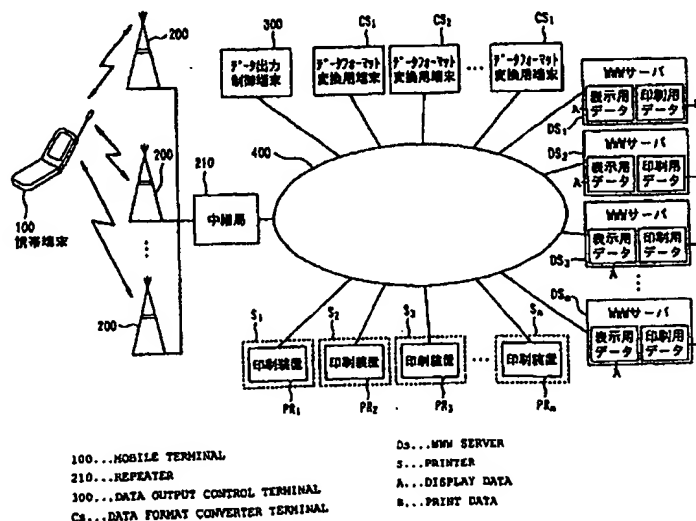 200
300
CS₁
CS₂
CSₗ
データ出力
制御端末
データフォーマット
変換用端末
データフォーマット
変換用端末
…
データフォーマット
変換用端末
WWWサーバ
表示用
データ
印刷用
データ
A
DS₁
200
400
210
DS₂
WWWサーバ
表示用
データ
印刷用
データ
A
100
携帯端末
中継局
WWWサーバ
表示用
データ
印刷用
データ
DS₃
A
200
S₁
S₂
S₃
Sₙ
DSₘ
WWWサーバ
表示用
データ
印刷用
データ
A
印刷装置
印刷装置
印刷装置
…
印刷装置
PR₁
PR₂
PR₃
PRₙ
100...MOBILE TERMINAL
210...REPEATER
300...DATA OUTPUT CONTROL TERMINAL
CS...DATA FORMAT CONVERTER TERMINAL
DS...WWW SERVER
S...PRINTER
A...DISPLAY DATA
B...PRINT DATA